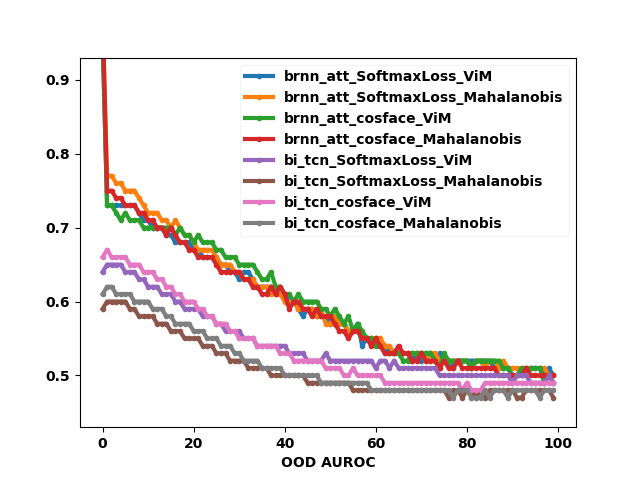 0.9
0.8
0.7
0.6
0.5
0
20
40
60
80
100
OOD AUROC
brnn_att_SoftmaxLoss_ViM
brnn_att_SoftmaxLoss_Mahalanobis
brnn_att_cosface_ViM
brnn_att_cosface_Mahalanobis
bi_tcn_SoftmaxLoss_ViM
bi_tcn_SoftmaxLoss_Mahalanobis
bi_tcn_cosface_ViM
bi_tcn_cosface_Mahalanobis